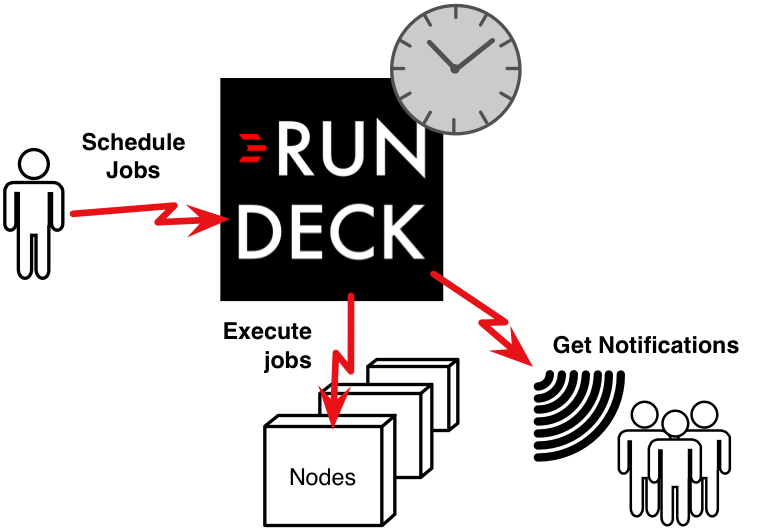 Schedule
Jobs
RUN
DECK
Execute
jobs
Get Notifications
Nodes